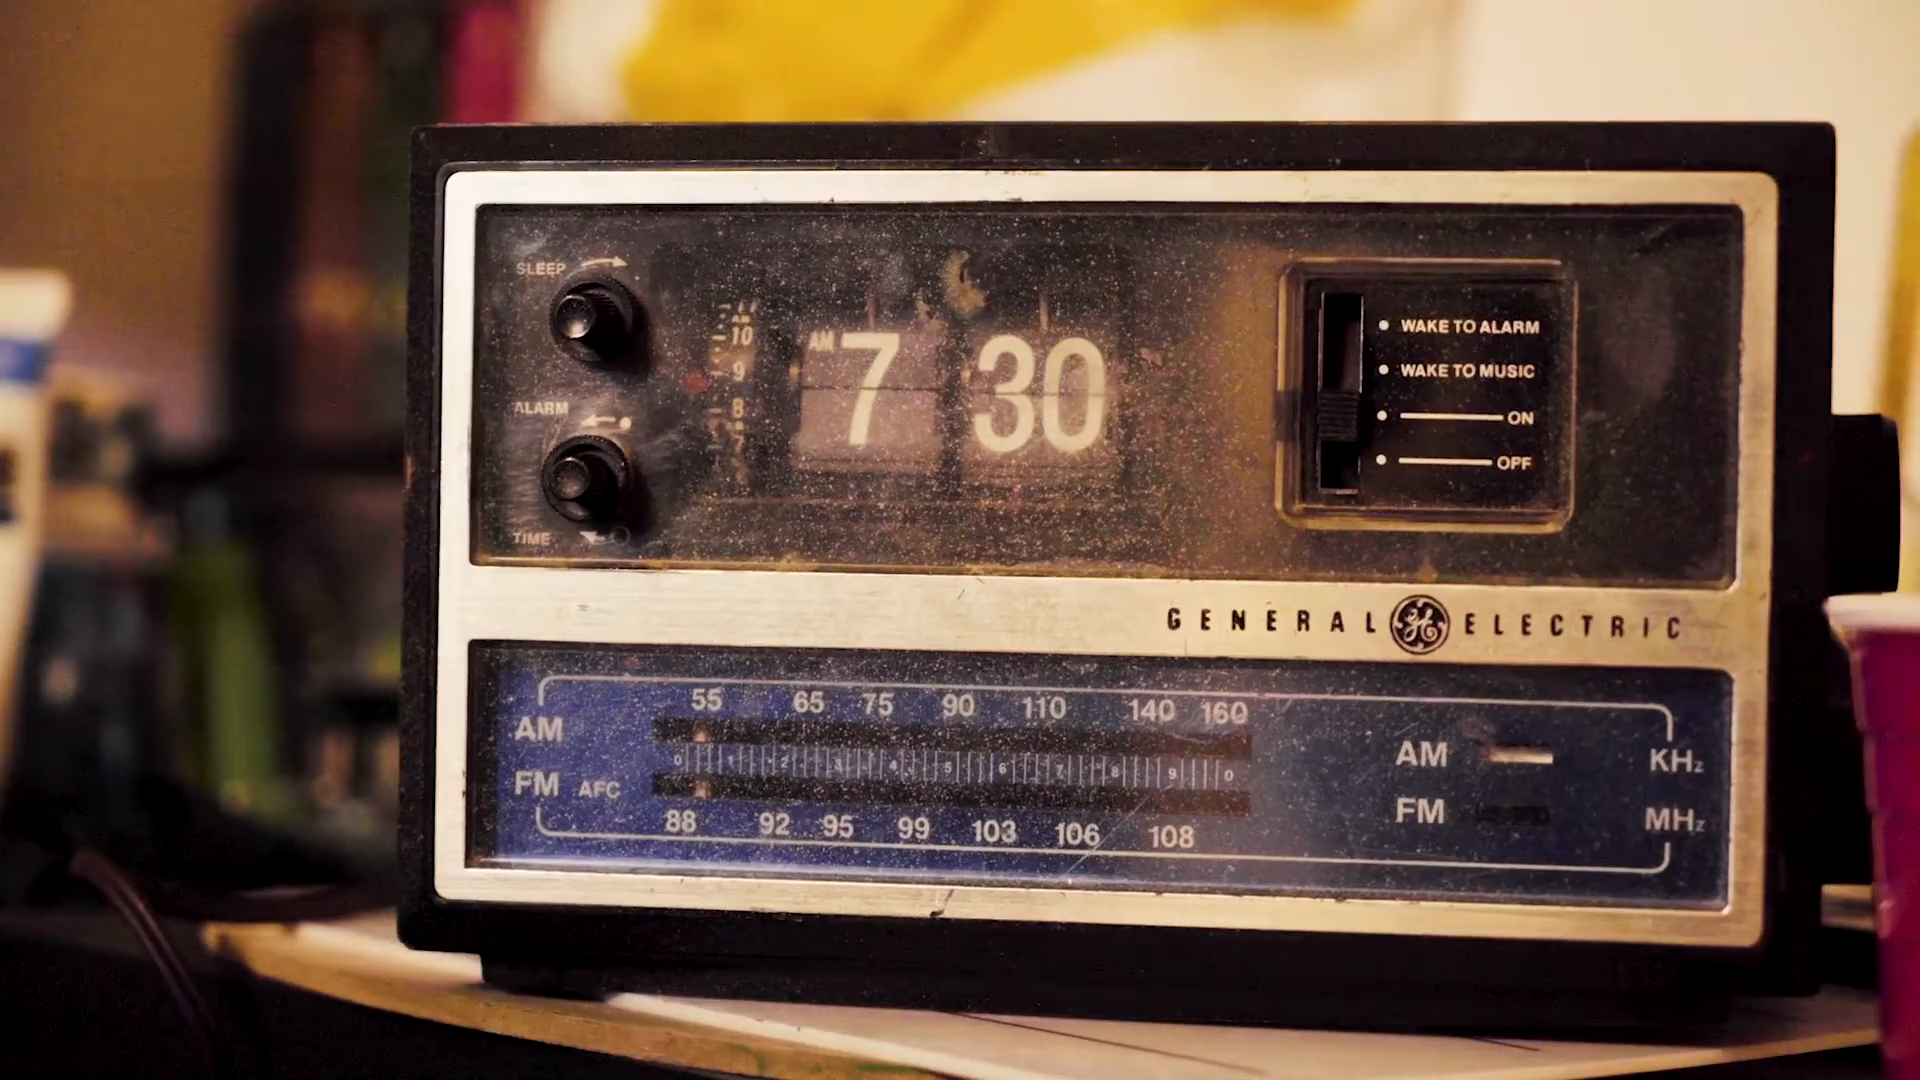 SLEEP
10
9
8
7
AM 7 30
WAKE TO ALARM
WAKE TO MUSIC
ON
OFF
ALARM
TIME
GENERAL GE ELECTRIC
55 65 75 90 110 140 160
AM
0 1 2 3 4 5 6 7 8 9 0
FM AFC
88 92 95 99 103 106 108
AM KHz
FM MHz